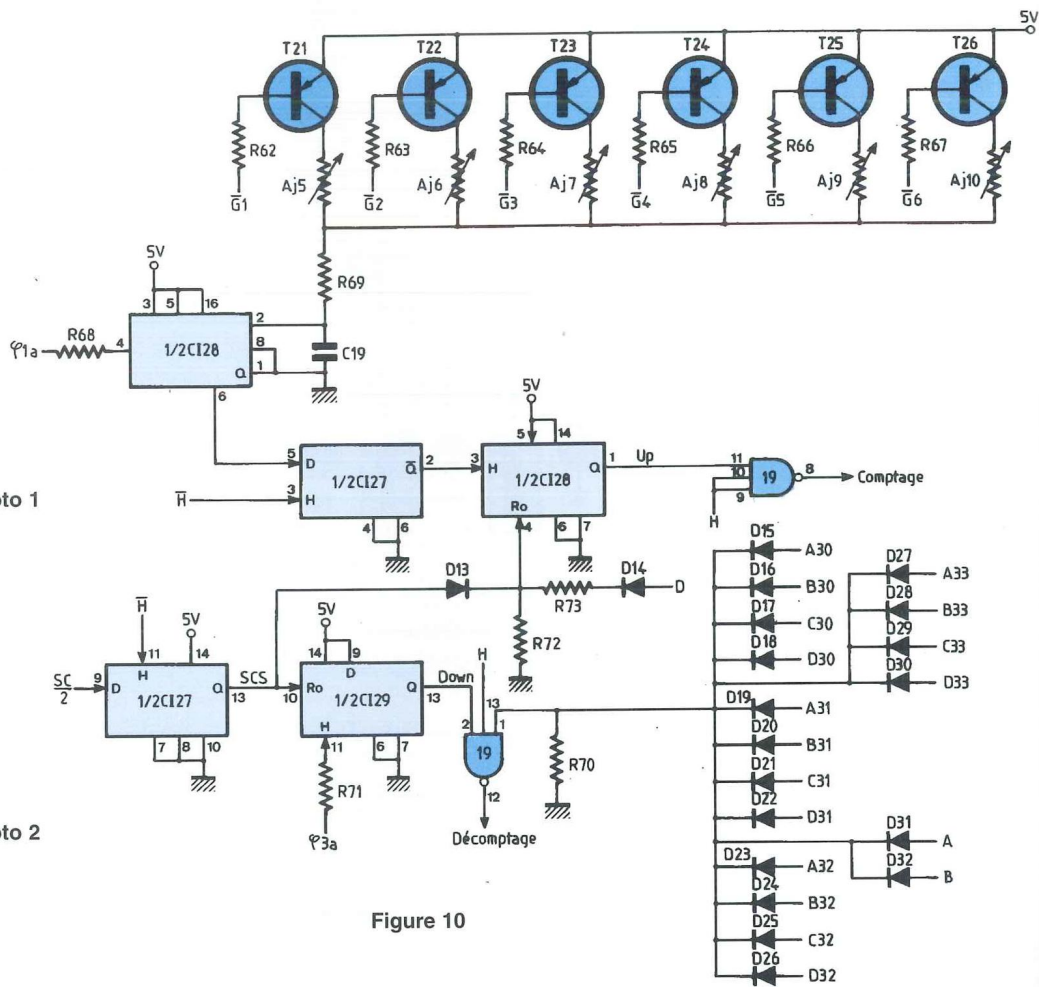 5V
T21 T22 T23 T24 T25 T26
R62 R63 R64 R65 R66 R67
Aj5 Aj6 Aj7 Aj8 Aj9 Aj10
G̅1 G̅2 G̅3 G̅4 G̅5 G̅6
R69
5V
3 5 16
φ1a R68 4 1/2CI28 2 8 1 Q
C19
6
5V
5 D 1/2CI27 Q̅ 2
H̅ 3 H
4 6
5 14
3 H 1/2CI28 Q 1 Up
Ro 4 6 7
11 10 9 19 8 Comptage
H
oto 1
D13 D14 D
R73
R72
H̅ 5V
11 14
H
SC/2 9 D 1/2CI27 Q 13 SCS
7 8 10
5V
14 9
D
10 Ro 1/2CI29 Q 13 Down
H
11 6 7
R71
φ3a
H
2 13 1
19
12
Décomptage
R70
oto 2
D15 A30
D16 B30
D17 C30
D18 D30
D27 A33
D28 B33
D29 C33
D30 D33
D19 A31
D20 B31
D21 C31
D22 D31
D31 A
D32 B
D23 A32
D24 B32
D25 C32
D26 D32
Figure 10